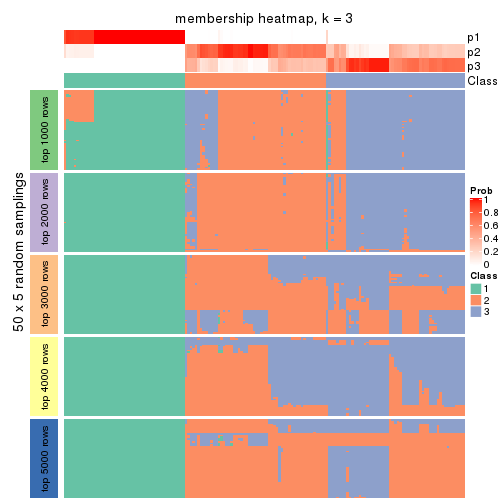 membership heatmap, k = 3
p1
p2
p3
Class
50 x 5 random samplings
top 1000 rows
top 2000 rows
top 3000 rows
top 4000 rows
top 5000 rows
Prob
1
0.8
0.6
0.4
0.2
0
Class
1
2
3